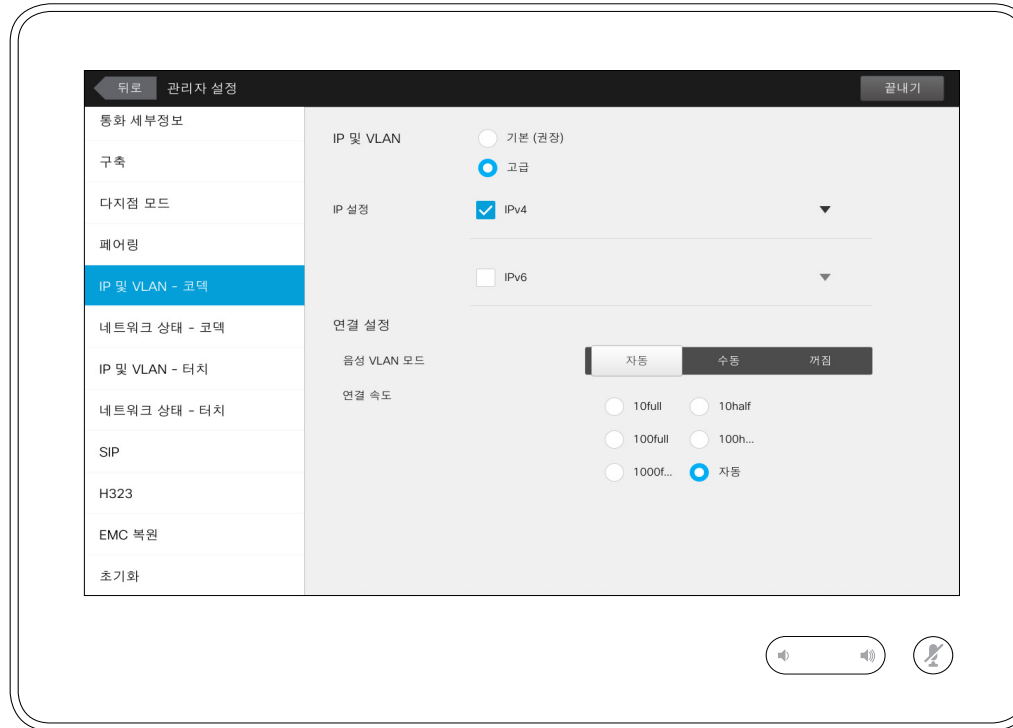 뒤로 관리자 설정 끝내기
통화 세부정보
구축
다지점 모드
페어링
IP 및 VLAN - 코덱
네트워크 상태 - 코덱
IP 및 VLAN - 터치
네트워크 상태 - 터치
SIP
H323
EMC 복원
초기화
IP 및 VLAN
기본 (권장)
고급
IP 설정
IPv4
IPv6
연결 설정
음성 VLAN 모드 자동 수동 꺼짐
연결 속도
10full 10half
100full 100h...
1000f... 자동